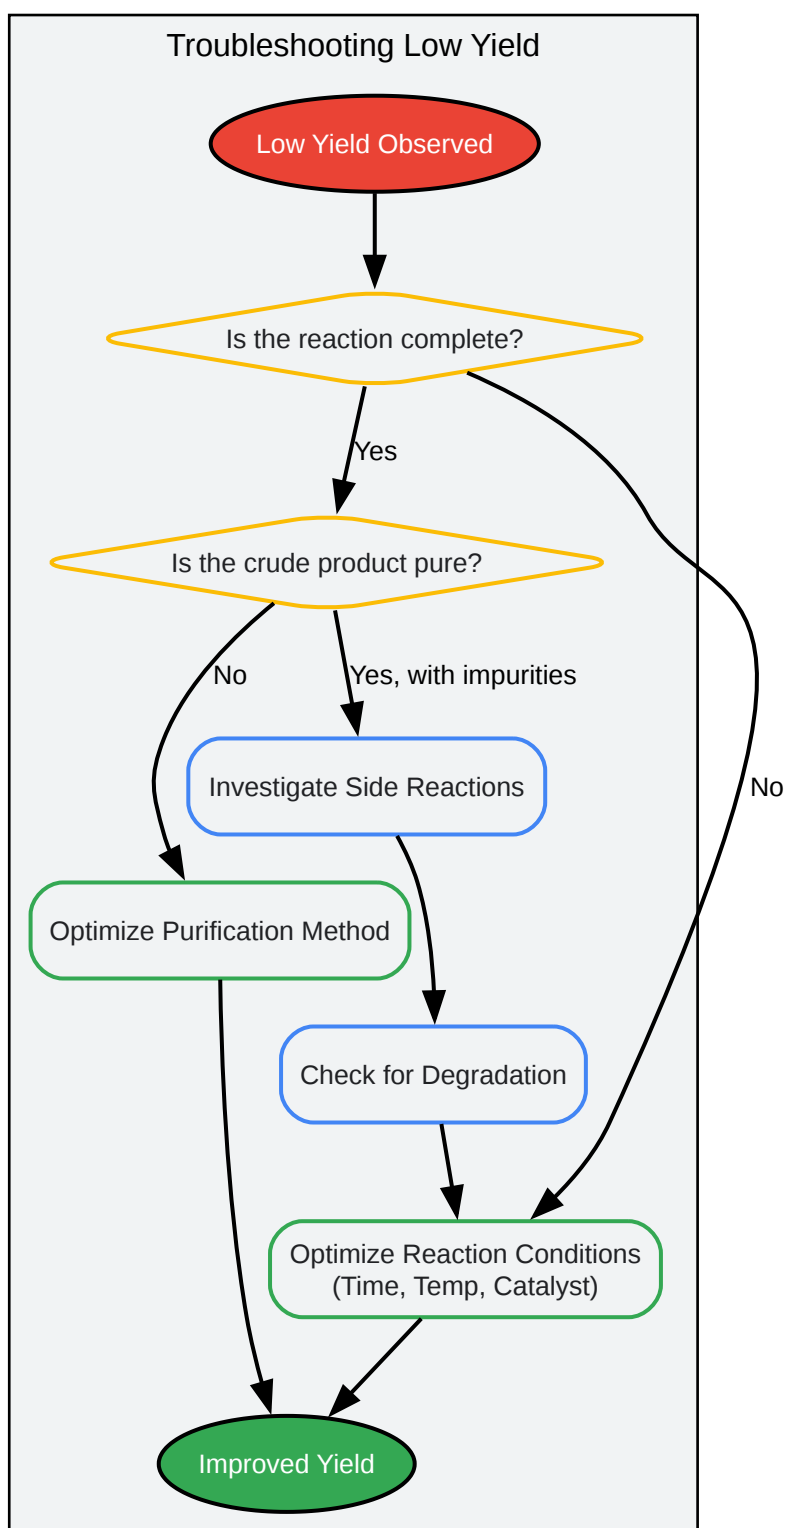 Troubleshooting Low Yield
Low Yield Observed
Is the reaction complete?
Yes
Is the crude product pure?
No
Yes, with impurities
Investigate Side Reactions
No
Optimize Purification Method
Check for Degradation
Optimize Reaction Conditions
(Time, Temp, Catalyst)
Improved Yield